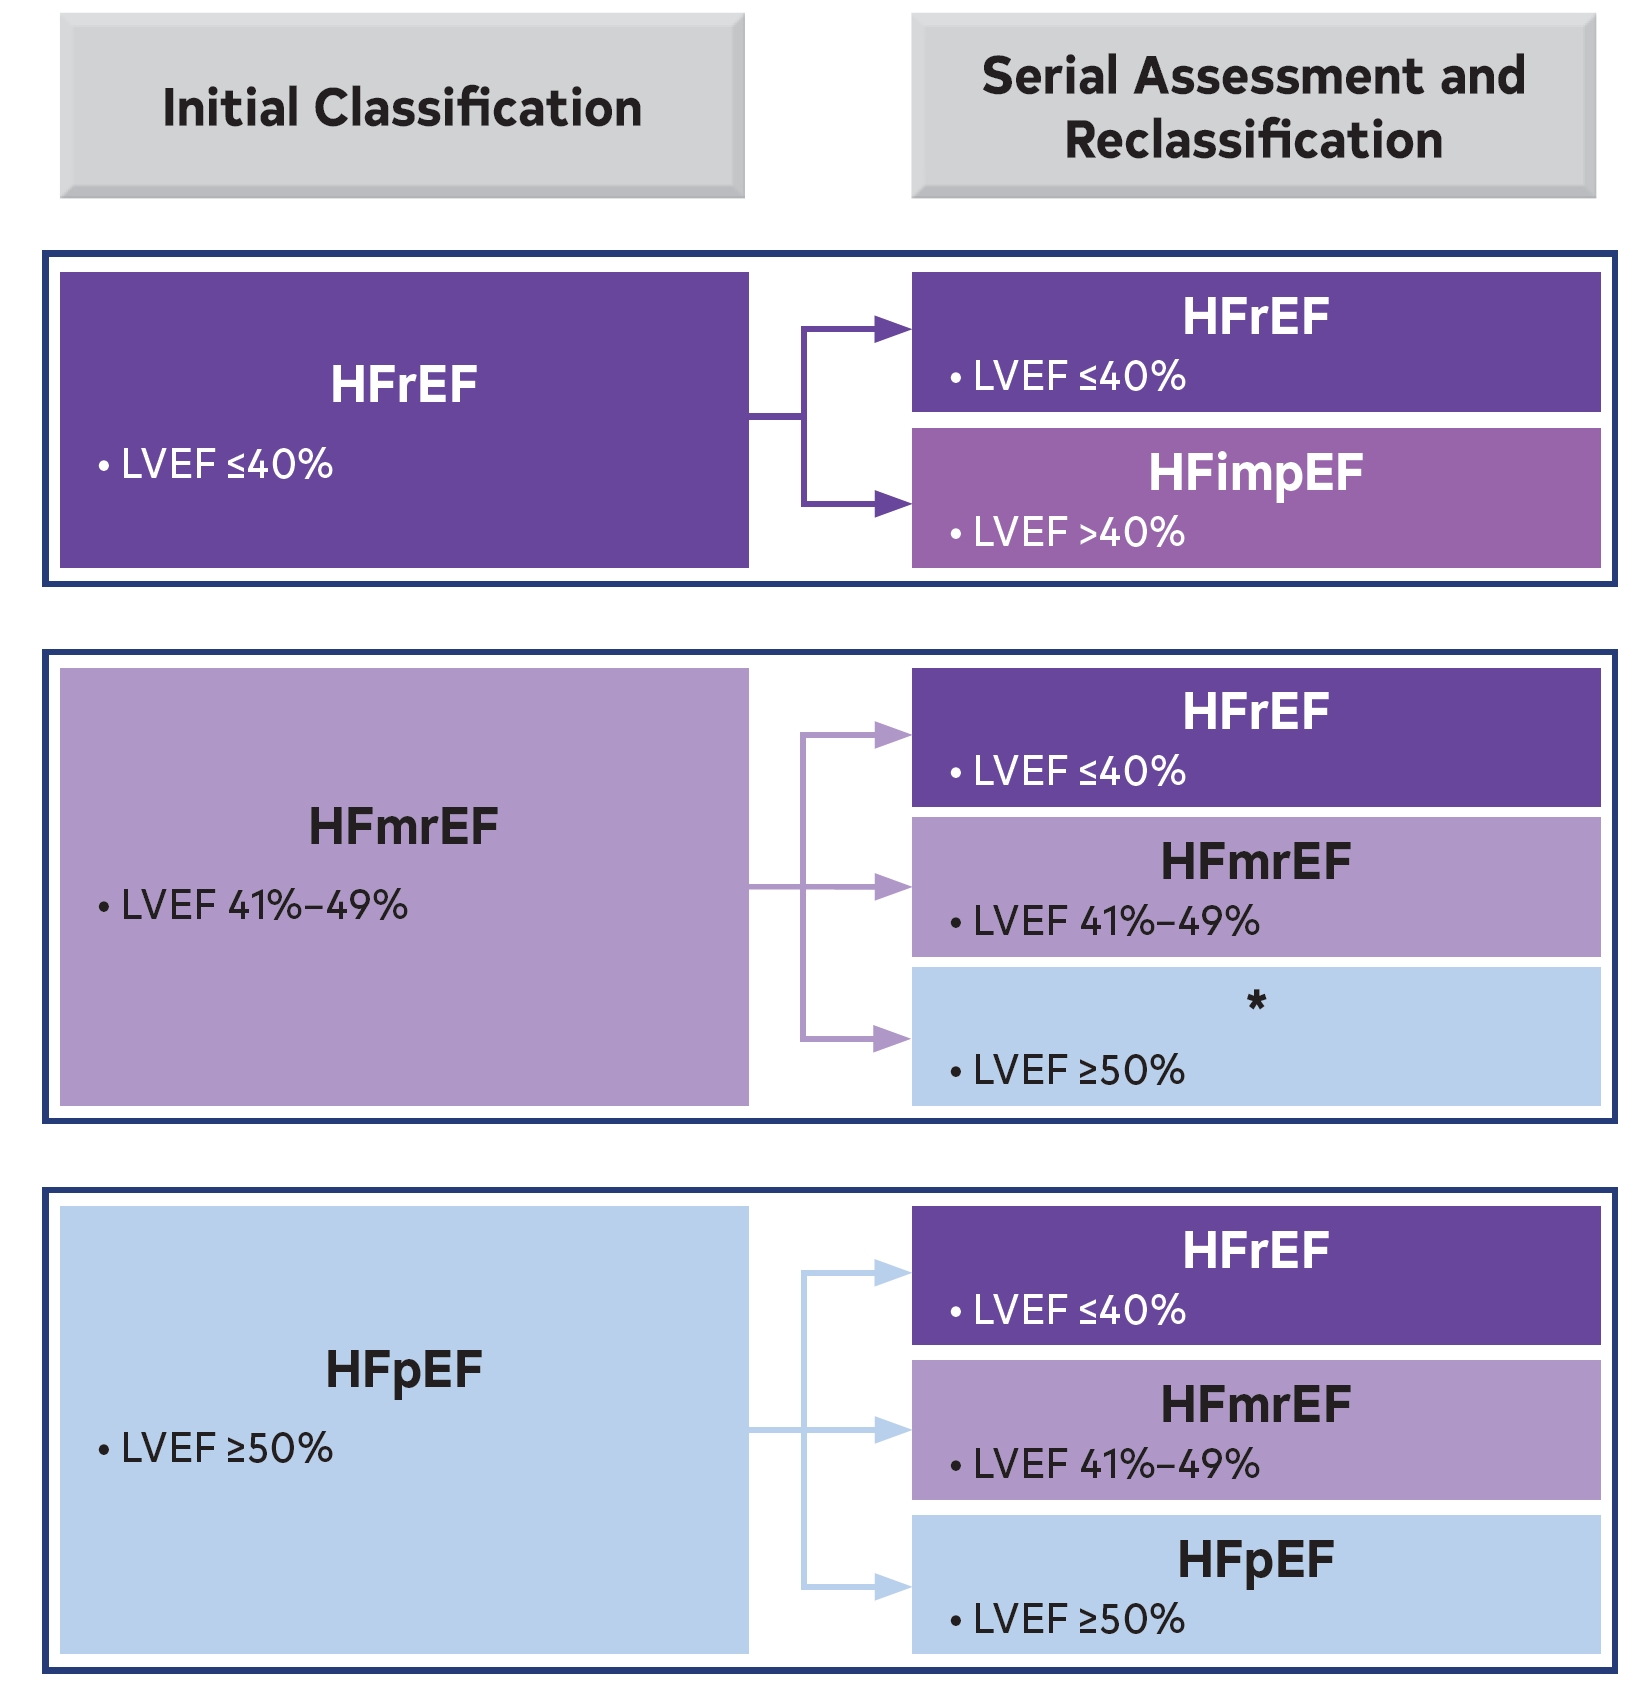 Initial Classification
Serial Assessment and
Reclassification
HFrEF
• LVEF ≤40%
HFrEF
• LVEF ≤40%
HFimpEF
• LVEF >40%
HFmrEF
• LVEF 41%–49%
HFrEF
• LVEF ≤40%
HFmrEF
• LVEF 41%–49%
*
• LVEF ≥50%
HFpEF
• LVEF ≥50%
HFrEF
• LVEF ≤40%
HFmrEF
• LVEF 41%–49%
HFpEF
• LVEF ≥50%